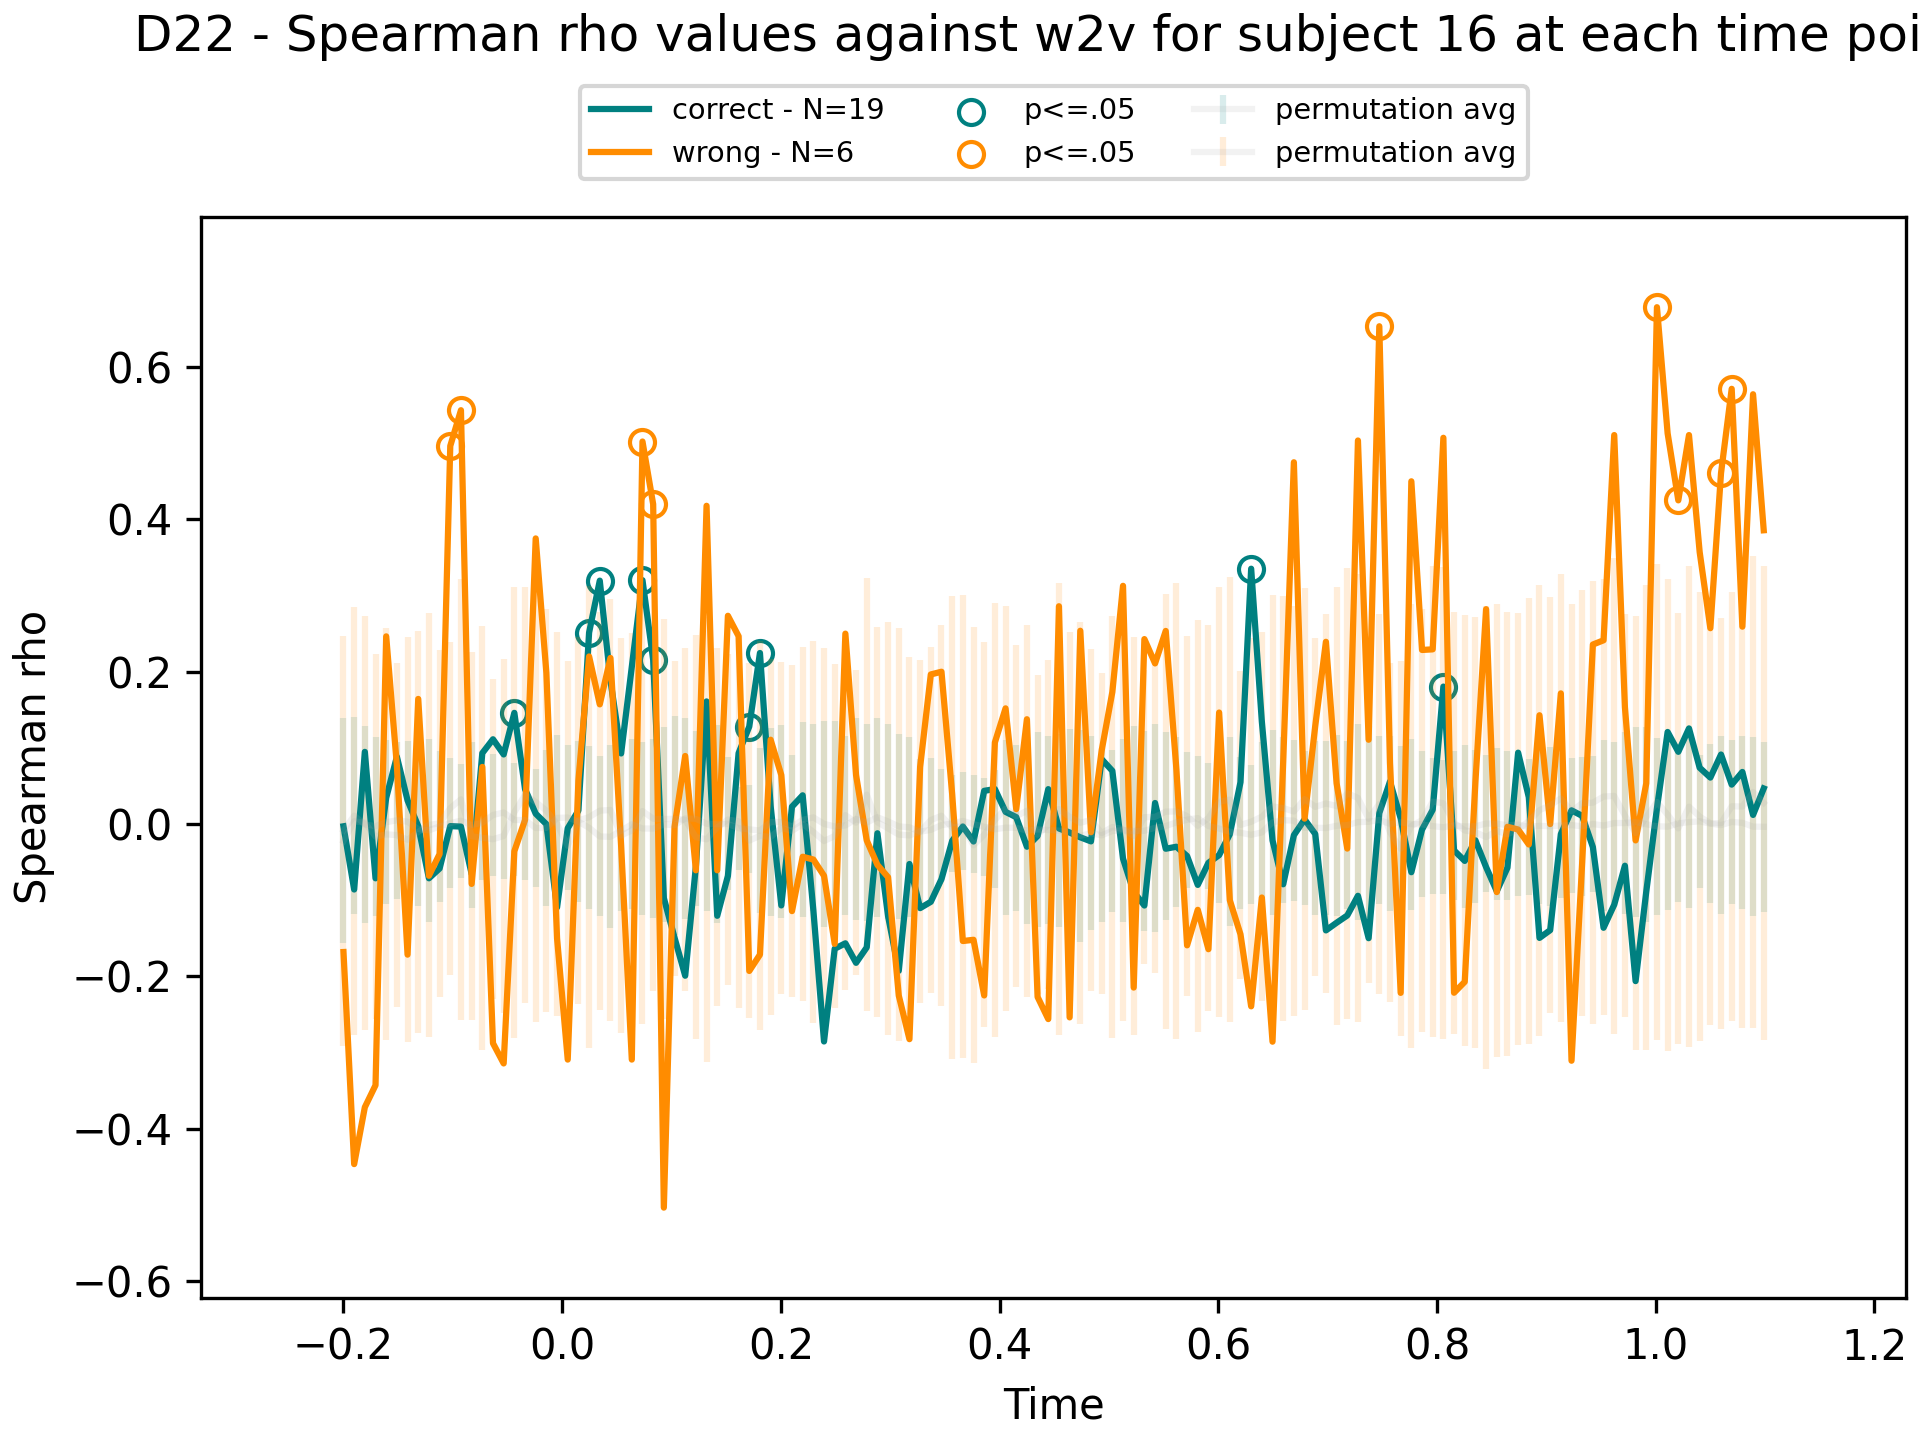 D22 - Spearman rho values against w2v for subject 16 at each time poi
correct - N=19
wrong - N=6
p<=.05
p<=.05
permutation avg
permutation avg
Spearman rho
0.6
0.4
0.2
0.0
−0.2
−0.4
−0.6
−0.2
0.0
0.2
0.4
0.6
0.8
1.0
1.2
Time